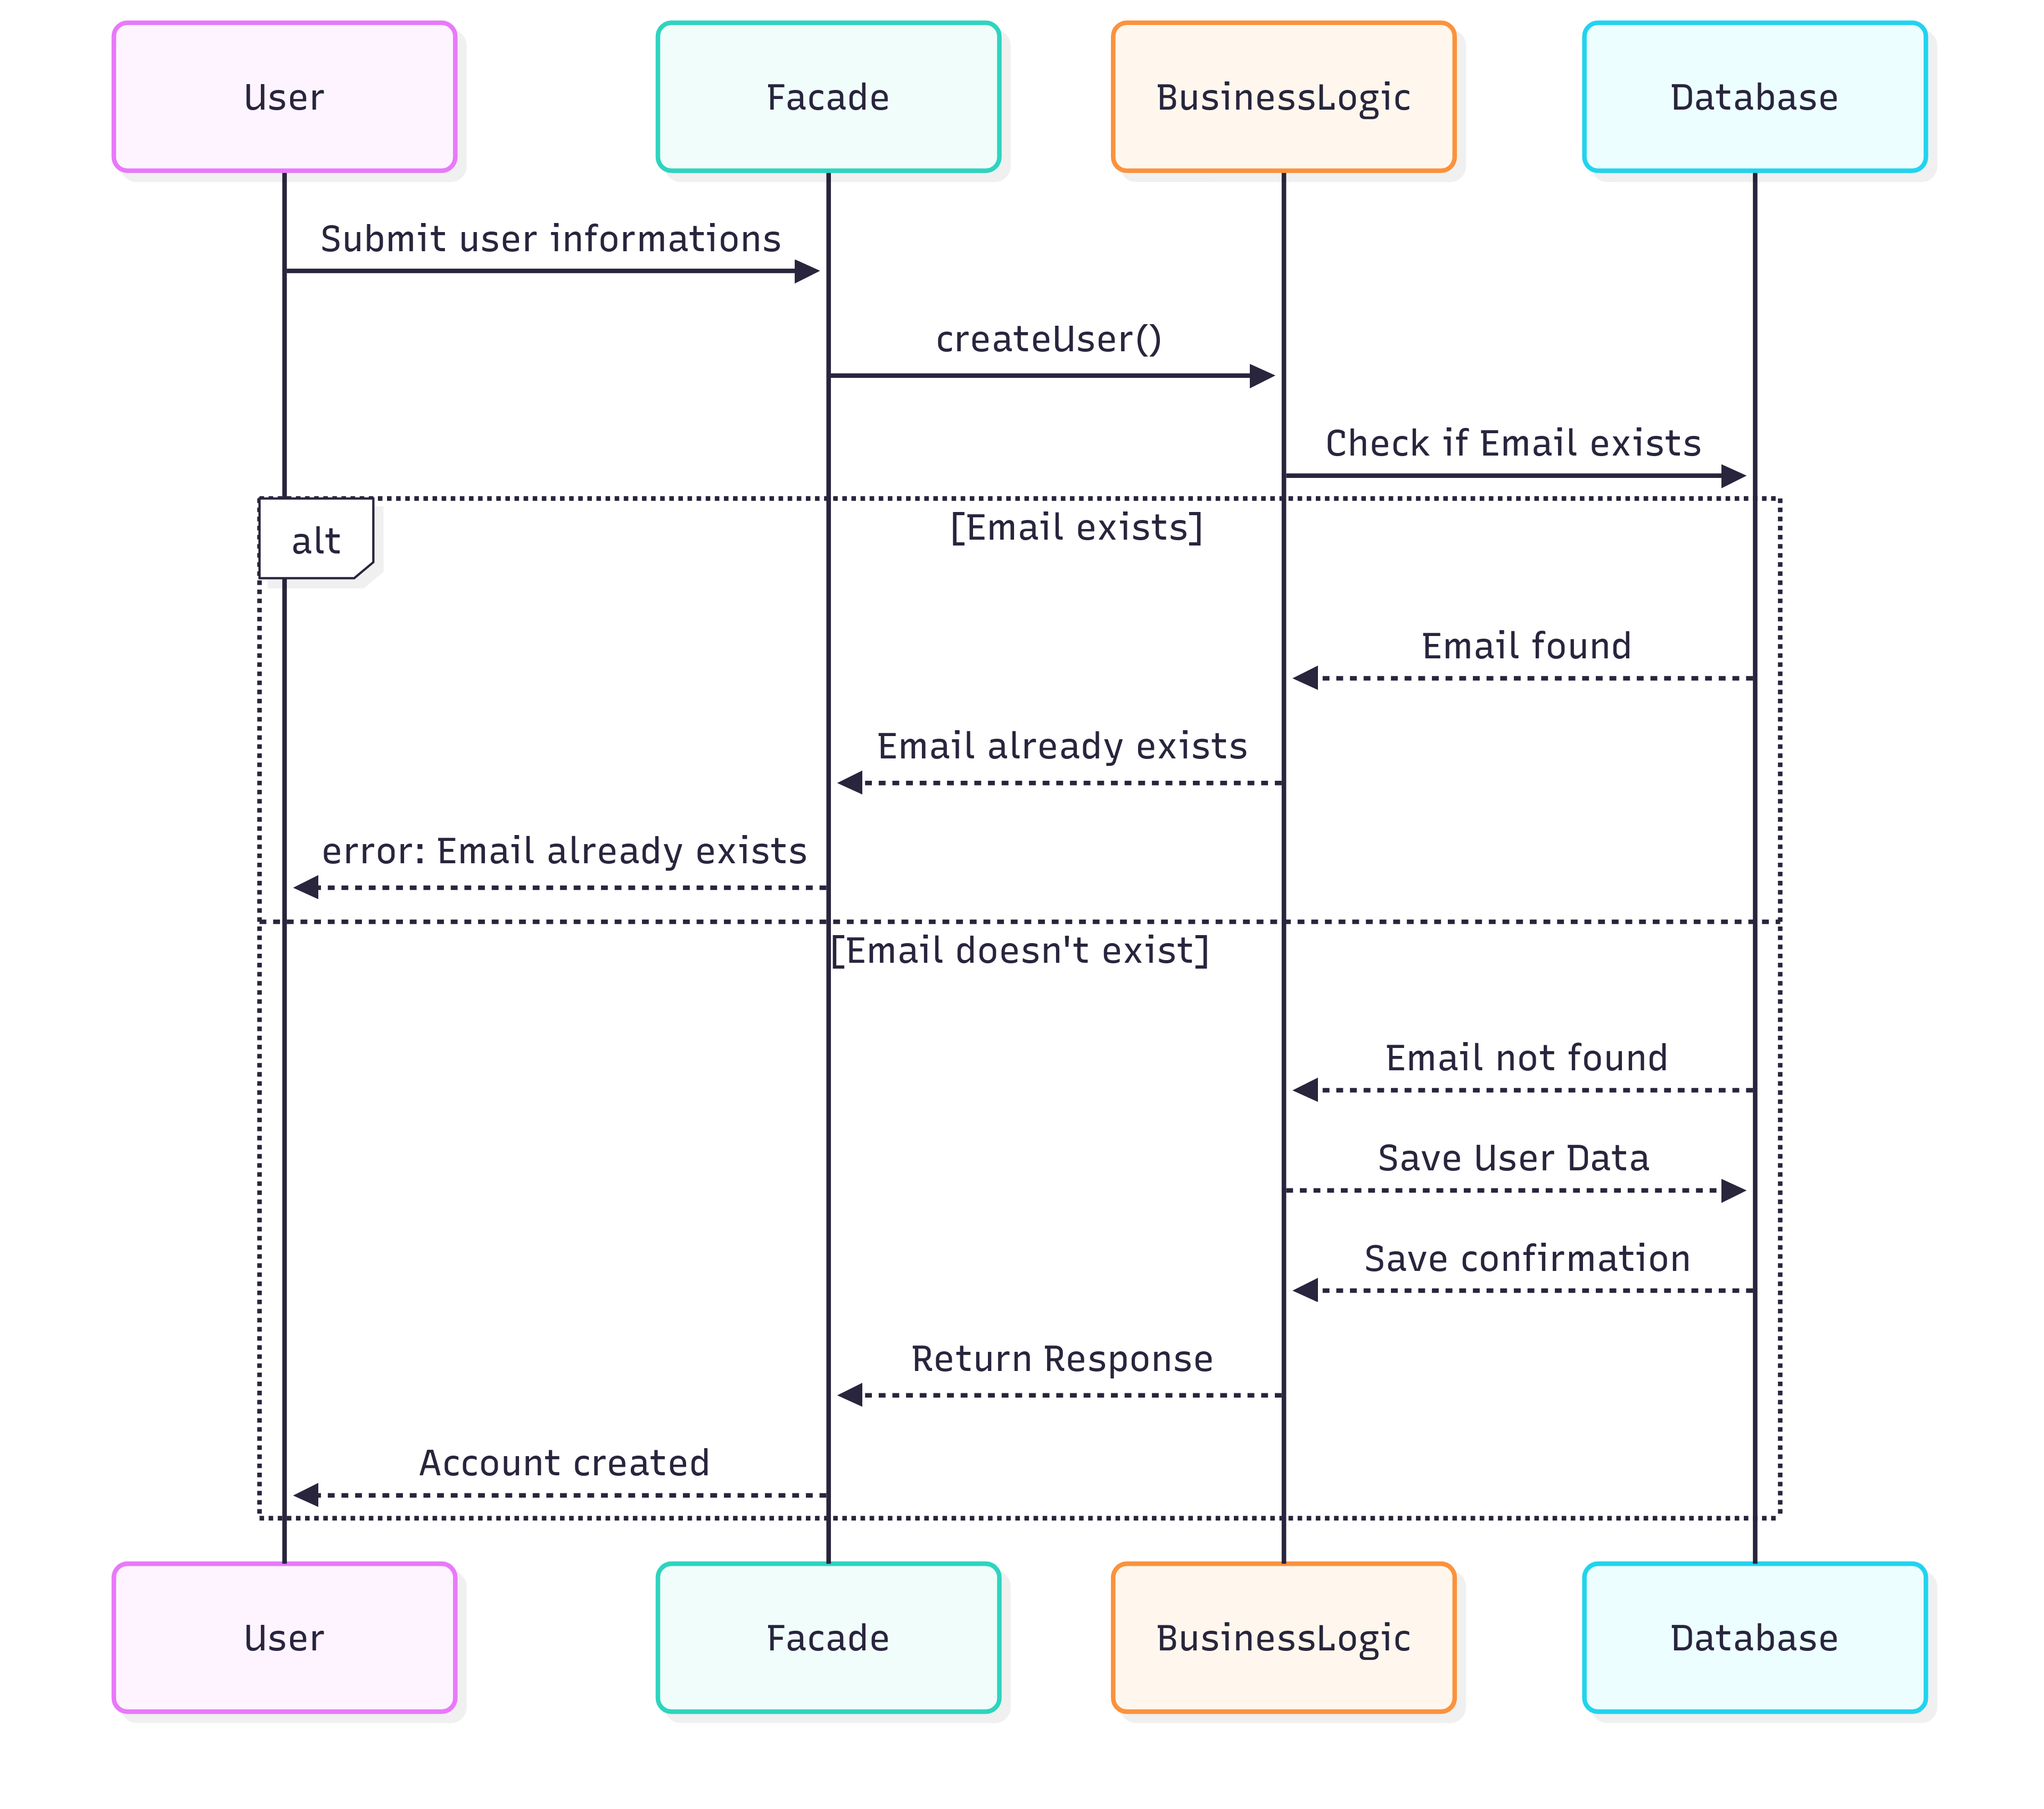 User
Facade
BusinessLogic
Database
Submit user informations
createUser()
Check if Email exists
alt
[Email exists]
Email found
Email already exists
error: Email already exists
[Email doesn't exist]
Email not found
Save User Data
Save confirmation
Return Response
Account created
User
Facade
BusinessLogic
Database